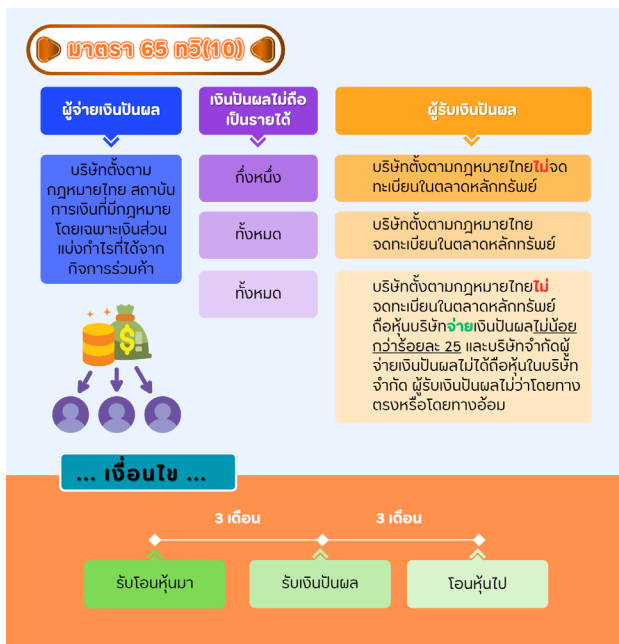 มาตรา 65 ทวิ(10)
ผู้จ่ายเงินปันผล
บริษัทตั้งตาม
กฎหมายไทย สถาบัน
การเงินที่มีกฎหมาย
โดยเฉพาะเงินส่วน
แบ่งกำไรที่ได้จาก
กิจการร่วมค้า
$
เงินปันผลไม่ถือ
เป็นรายได้
กึ่งหนึ่ง
ทั้งหมด
ทั้งหมด
ผู้รับเงินปันผล
บริษัทตั้งตามกฎหมายไทยไม่จด
ทะเบียนในตลาดหลักทรัพย์
บริษัทตั้งตามกฎหมายไทย
จดทะเบียนในตลาดหลักทรัพย์
บริษัทตั้งตามกฎหมายไทยไม่
จดทะเบียนในตลาดหลักทรัพย์
ถือหุ้นบริษัทจ่ายเงินปันผลไม่น้อย
กว่าร้อยละ 25 และบริษัทจำกัดผู้
จ่ายเงินปันผลไม่ได้ถือหุ้นในบริษัท
จำกัด ผู้รับเงินปันผลไม่ว่าโดยทาง
ตรงหรือโดยทางอ้อม
... เงื่อนไข ...
3 เดือน
3 เดือน
รับโอนหุ้นมา
รับเงินปันผล
โอนหุ้นไป